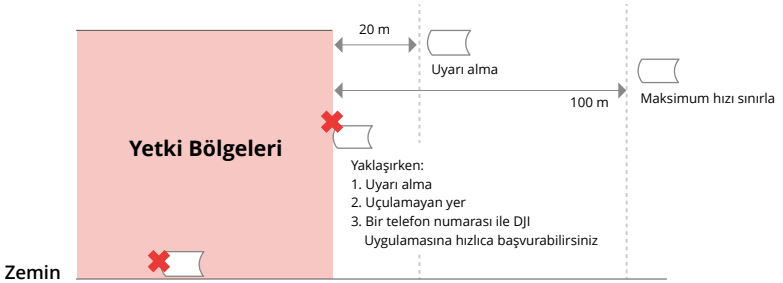 20 m
Uyarı alma
100 m
Maksimum hızı sınırla
Yetki Bölgeleri
Yaklaşırken:
1. Uyarı alma
2. Uçulamayan yer
3. Bir telefon numarası ile DJI
Uygulamasına hızlıca başvurabilirsiniz
Zemin